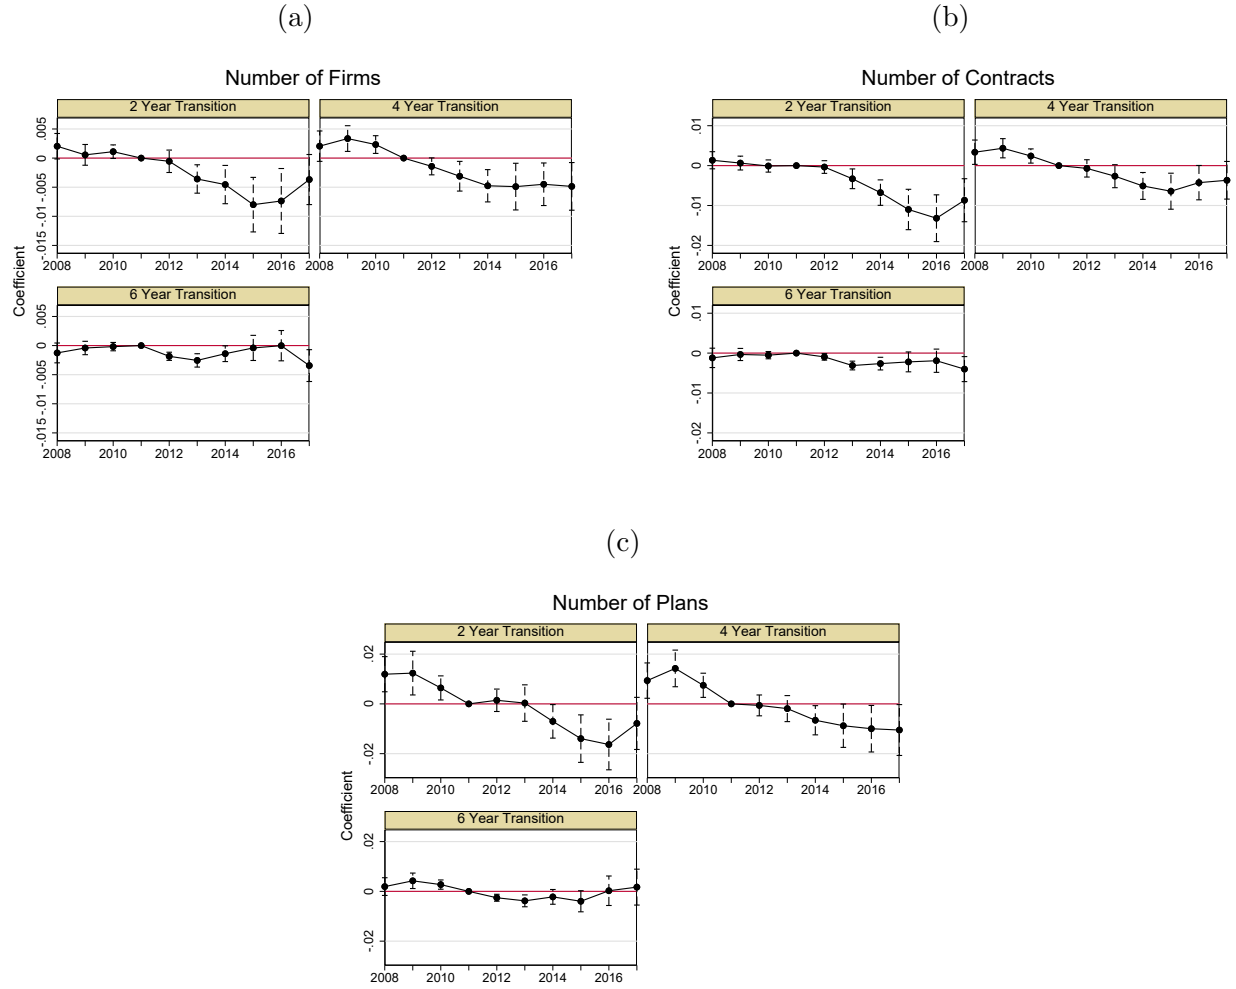 (a)
Number of Firms
2 Year Transition
4 Year Transition
.005
0
-.005
-.01
-.015
2008 2010 2012 2014 2016 2008 2010 2012 2014 2016
6 Year Transition
.005
0
-.005
-.01
-.015
2008 2010 2012 2014 2016
Coefficient
(b)
Number of Contracts
2 Year Transition
4 Year Transition
.01
0
-.01
-.02
2008 2010 2012 2014 2016 2008 2010 2012 2014 2016
6 Year Transition
.01
0
-.01
-.02
2008 2010 2012 2014 2016
Coefficient
(c)
Number of Plans
2 Year Transition
4 Year Transition
.02
0
-.02
2008 2010 2012 2014 2016 2008 2010 2012 2014 2016
6 Year Transition
.02
0
-.02
2008 2010 2012 2014 2016
Coefficient